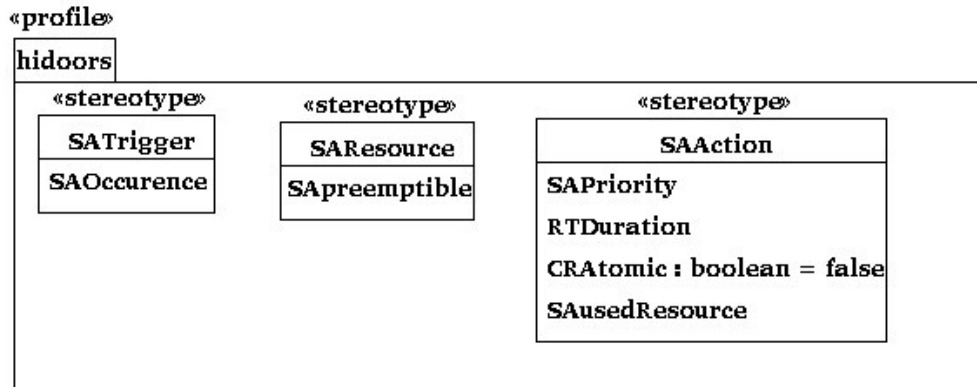 «profile»
hidoors
«stereotype»
SATrigger
SAOccurence
«stereotype»
SAResource
SApreemptible
«stereotype»
SAAction
SAPriority
RTDuration
CRAtomic : boolean = false
SAusedResource